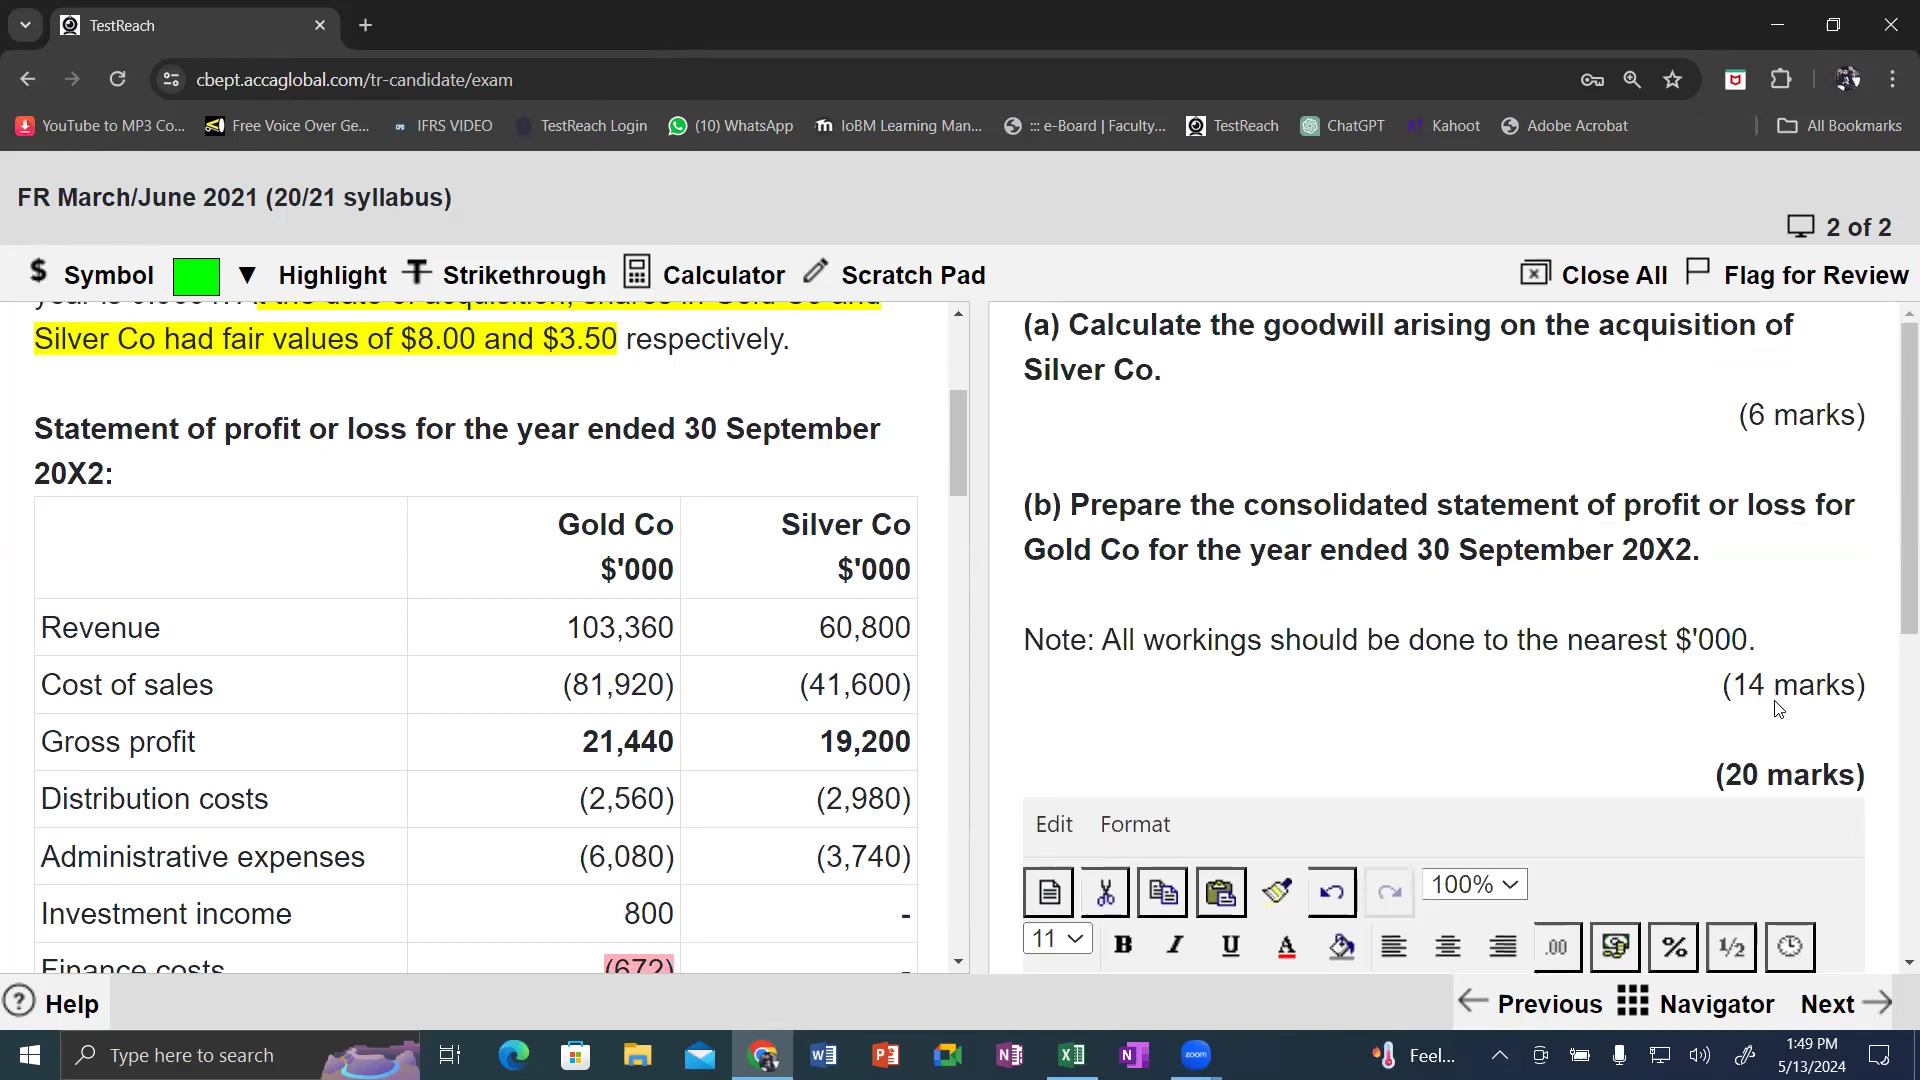 TestReach
cbept.accaglobal.com/tr-candidate/exam
YouTube to MP3 Co...
Free Voice Over Ge...
IFRS VIDEO
TestReach Login
(10) WhatsApp
IoBM Learning Man...
::: e-Board | Faculty...
TestReach
ChatGPT
Kahoot
Adobe Acrobat
All Bookmarks
FR March/June 2021 (20/21 syllabus)
2 of 2
$ Symbol
Highlight
Strikethrough
Calculator
Scratch Pad
Close All
Flag for Review
Silver Co had fair values of $8.00 and $3.50 respectively.
Statement of profit or loss for the year ended 30 September
20X2:
Gold Co Silver Co
$'000 $'000
Revenue 103,360 60,800
Cost of sales (81,920) (41,600)
Gross profit 21,440 19,200
Distribution costs (2,560) (2,980)
Administrative expenses (6,080) (3,740)
Investment income 800 -
Finance costs (672) -
(a) Calculate the goodwill arising on the acquisition of
Silver Co.
(6 marks)
(b) Prepare the consolidated statement of profit or loss for
Gold Co for the year ended 30 September 20X2.
Note: All workings should be done to the nearest $'000.
(14 marks)
(20 marks)
Edit Format
100%
11 B I U A .00 % 1/2
Help
Previous
Navigator
Next
Type here to search
zoom
Feel...
1:49 PM
5/13/2024